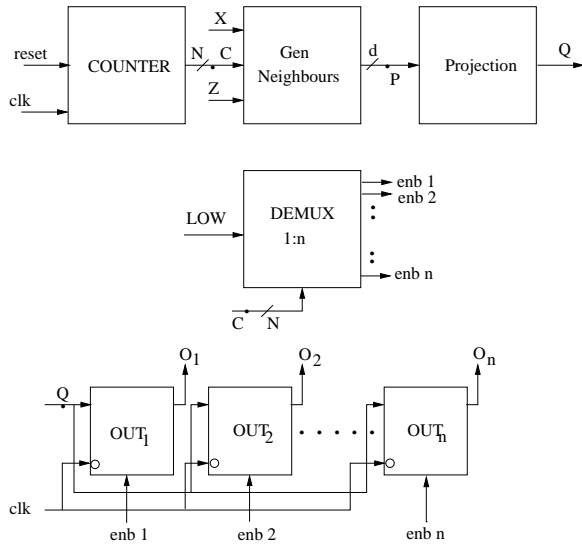 X
reset
COUNTER
N
C
Gen
Neighbours
d
P
Projection
Q
clk
Z
enb 1
enb 2
LOW
DEMUX
1:n
enb n
C
N
O1
O2
On
Q
OUT1
OUT2
OUTn
clk
enb 1
enb 2
enb n